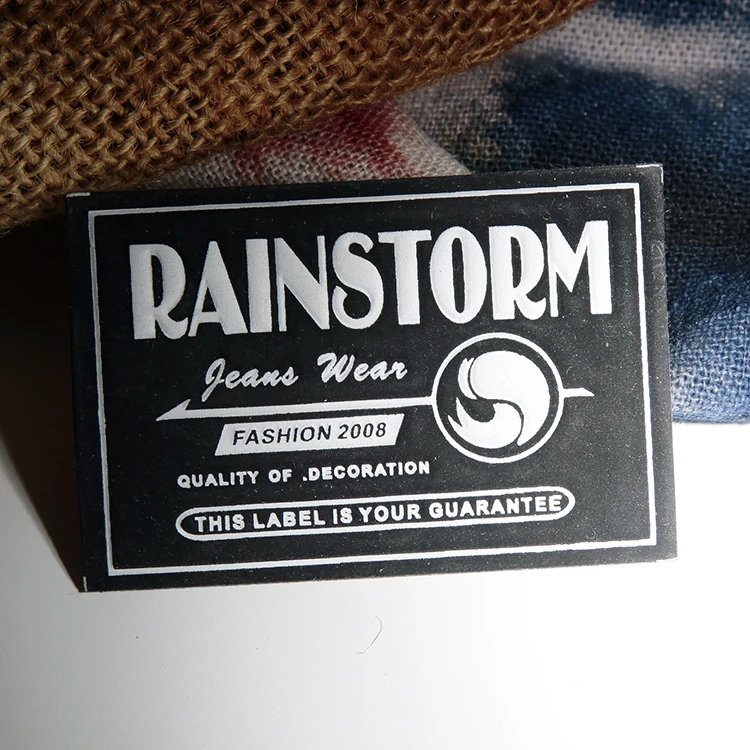 RAINSTORM
Jeans Wear
FASHION 2008
QUALITY OF .DECORATION
THIS LABEL IS YOUR GUARANTEE